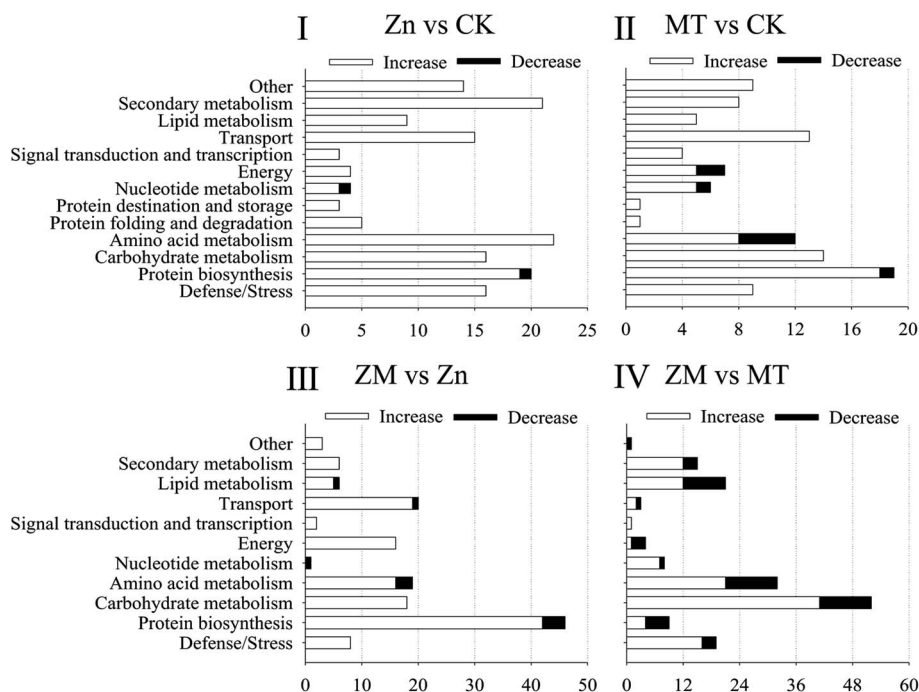 I Zn vs CK
II MT vs CK
Increase Decrease
Increase Decrease
Other
Secondary metabolism
Lipid metabolism
Transport
Signal transduction and transcription
Energy
Nucleotide metabolism
Protein destination and storage
Protein folding and degradation
Amino acid metabolism
Carbohydrate metabolism
Protein biosynthesis
Defense/Stress
0 5 10 15 20 25
0 4 8 12 16 20
III ZM vs Zn
IV ZM vs MT
Increase Decrease
Increase Decrease
Other
Secondary metabolism
Lipid metabolism
Transport
Signal transduction and transcription
Energy
Nucleotide metabolism
Amino acid metabolism
Carbohydrate metabolism
Protein biosynthesis
Defense/Stress
0 10 20 30 40 50
0 12 24 36 48 60